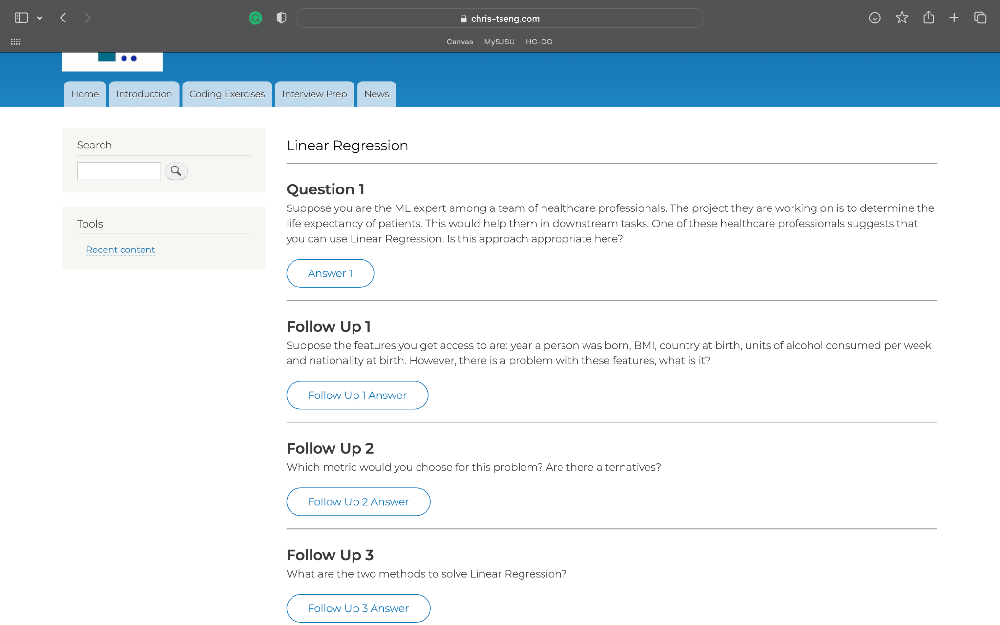 chris-tseng.com
Canvas MySJSU HG-GG
Home Introduction Coding Exercises Interview Prep News
Search
Tools
Recent content
Linear Regression
Question 1
Suppose you are the ML expert among a team of healthcare professionals. The project they are working on is to determine the
life expectancy of patients. This would help them in downstream tasks. One of these healthcare professionals suggests that
you can use Linear Regression. Is this approach appropriate here?
Answer 1
Follow Up 1
Suppose the features you get access to are: year a person was born, BMI, country at birth, units of alcohol consumed per week
and nationality at birth. However, there is a problem with these features, what is it?
Follow Up 1 Answer
Follow Up 2
Which metric would you choose for this problem? Are there alternatives?
Follow Up 2 Answer
Follow Up 3
What are the two methods to solve Linear Regression?
Follow Up 3 Answer